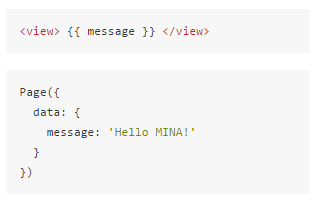 <view> {{ message }} </view>
Page({
  data: {
    message: 'Hello MINA!'
  }
})